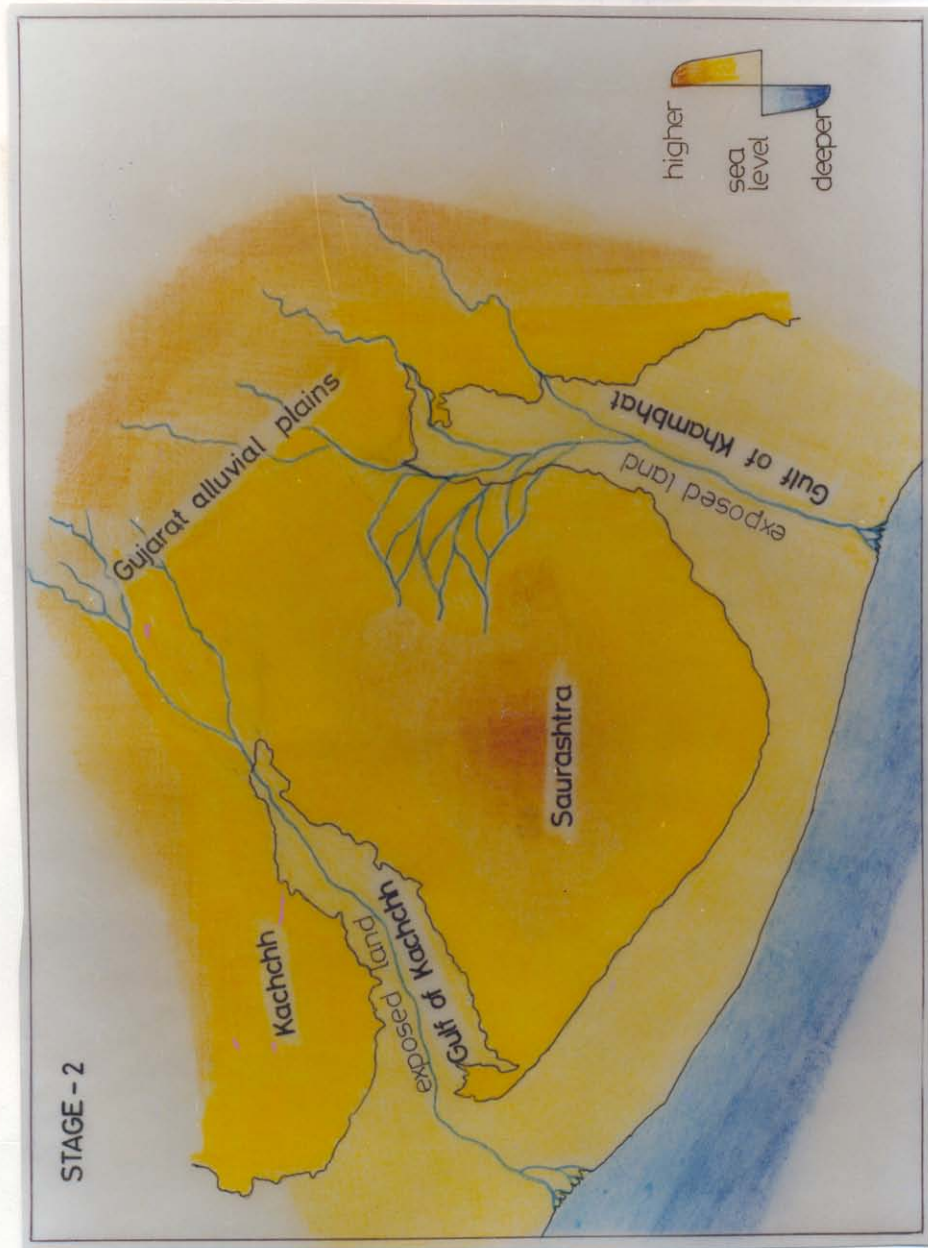 STAGE - 2
Kachchh
exposed land
Gulf of Kachchh
Gujarat alluvial plains
Saurashtra
exposed land
Gulf of Khambhat
higher
sea
level
deeper